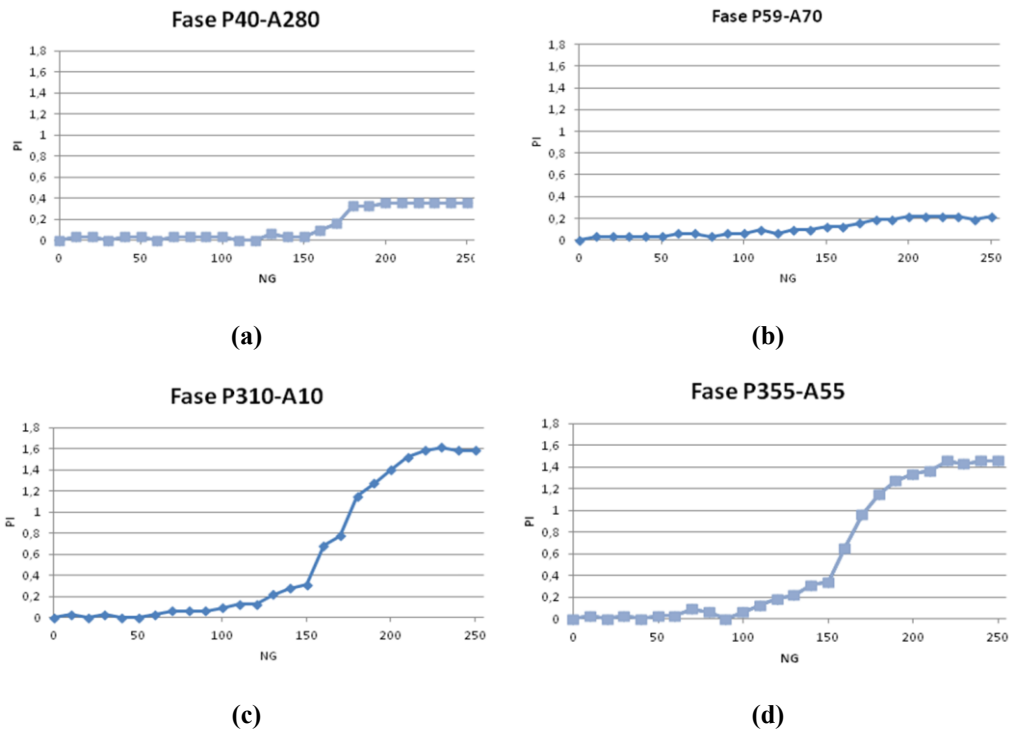 Fase P40-A280
1,8
1,6
1,4
1,2
1
0,8
0,6
0,4
0,2
0
PI
0 50 100 150 200 250
NG
(a)
Fase P59-A70
1,8
1,6
1,4
1,2
1
0,8
0,6
0,4
0,2
0
PI
0 50 100 150 200 250
NG
(b)
Fase P310-A10
1,8
1,6
1,4
1,2
1
0,8
0,6
0,4
0,2
0
PI
0 50 100 150 200 250
NG
(c)
Fase P355-A55
1,8
1,6
1,4
1,2
1
0,8
0,6
0,4
0,2
0
PI
0 50 100 150 200 250
NG
(d)